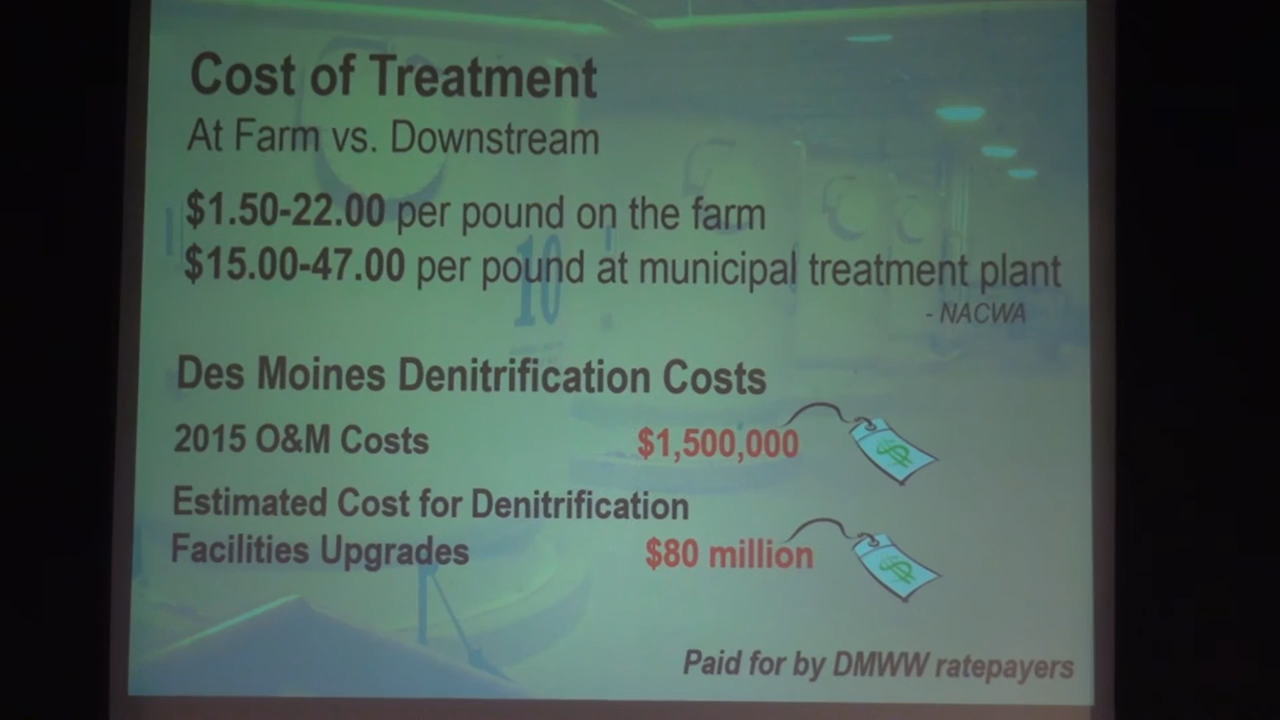 Cost of Treatment
At Farm vs. Downstream
$1.50-22.00 per pound on the farm
$15.00-47.00 per pound at municipal treatment plant
- NACWA
10
Des Moines Denitrification Costs
2015 O&M Costs $1,500,000
$
Estimated Cost for Denitrification
Facilities Upgrades $80 million
$
Paid for by DMWW ratepayers